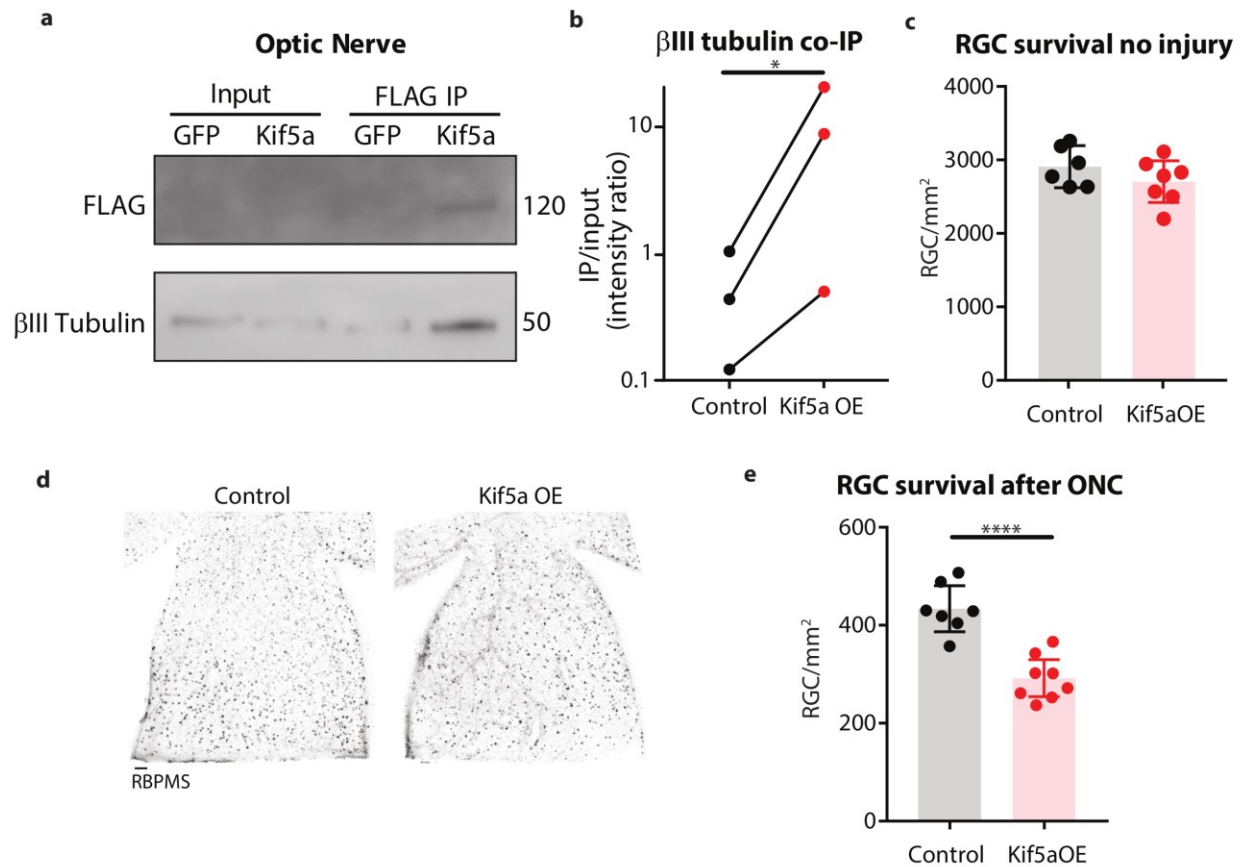 a
Optic Nerve
Input FLAG IP
GFP Kif5a GFP Kif5a
FLAG 120
βIII Tubulin 50
b
βIII tubulin co-IP
*
10
1
0.1
IP/input
(intensity ratio)
Control Kif5a OE
c
RGC survival no injury
4000
3000
2000
1000
0
RGC/mm²
Control Kif5aOE
d
Control Kif5a OE
RBPMS
e
RGC survival after ONC
****
600
400
200
0
RGC/mm²
Control Kif5aOE